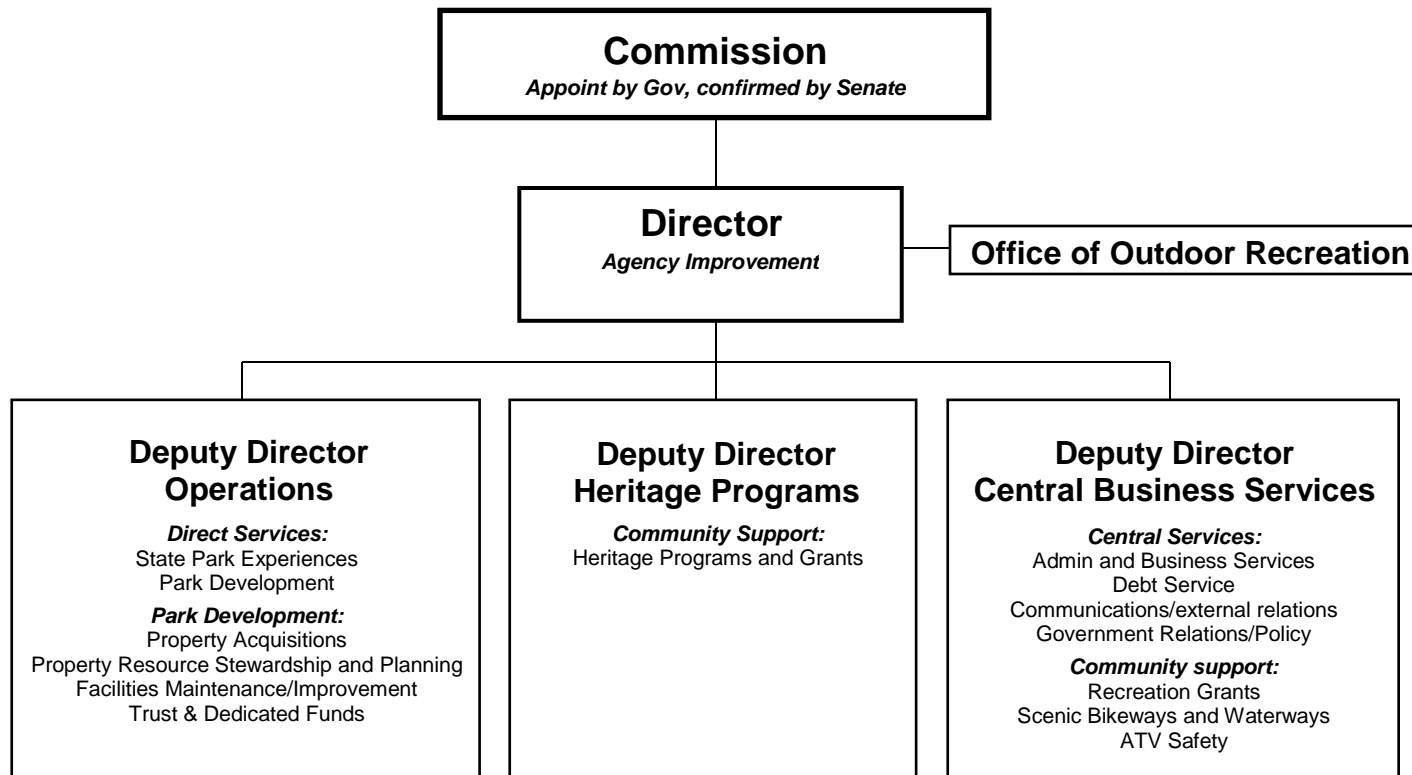 Commission
Appoint by Gov, confirmed by Senate
Director
Agency Improvement
Office of Outdoor Recreation
Deputy Director
Operations
Direct Services:
State Park Experiences
Park Development
Park Development:
Property Acquisitions
Property Resource Stewardship and Planning
Facilities Maintenance/Improvement
Trust & Dedicated Funds
Deputy Director
Heritage Programs
Community Support:
Heritage Programs and Grants
Deputy Director
Central Business Services
Central Services:
Admin and Business Services
Debt Service
Communications/external relations
Government Relations/Policy
Community support:
Recreation Grants
Scenic Bikeways and Waterways
ATV Safety